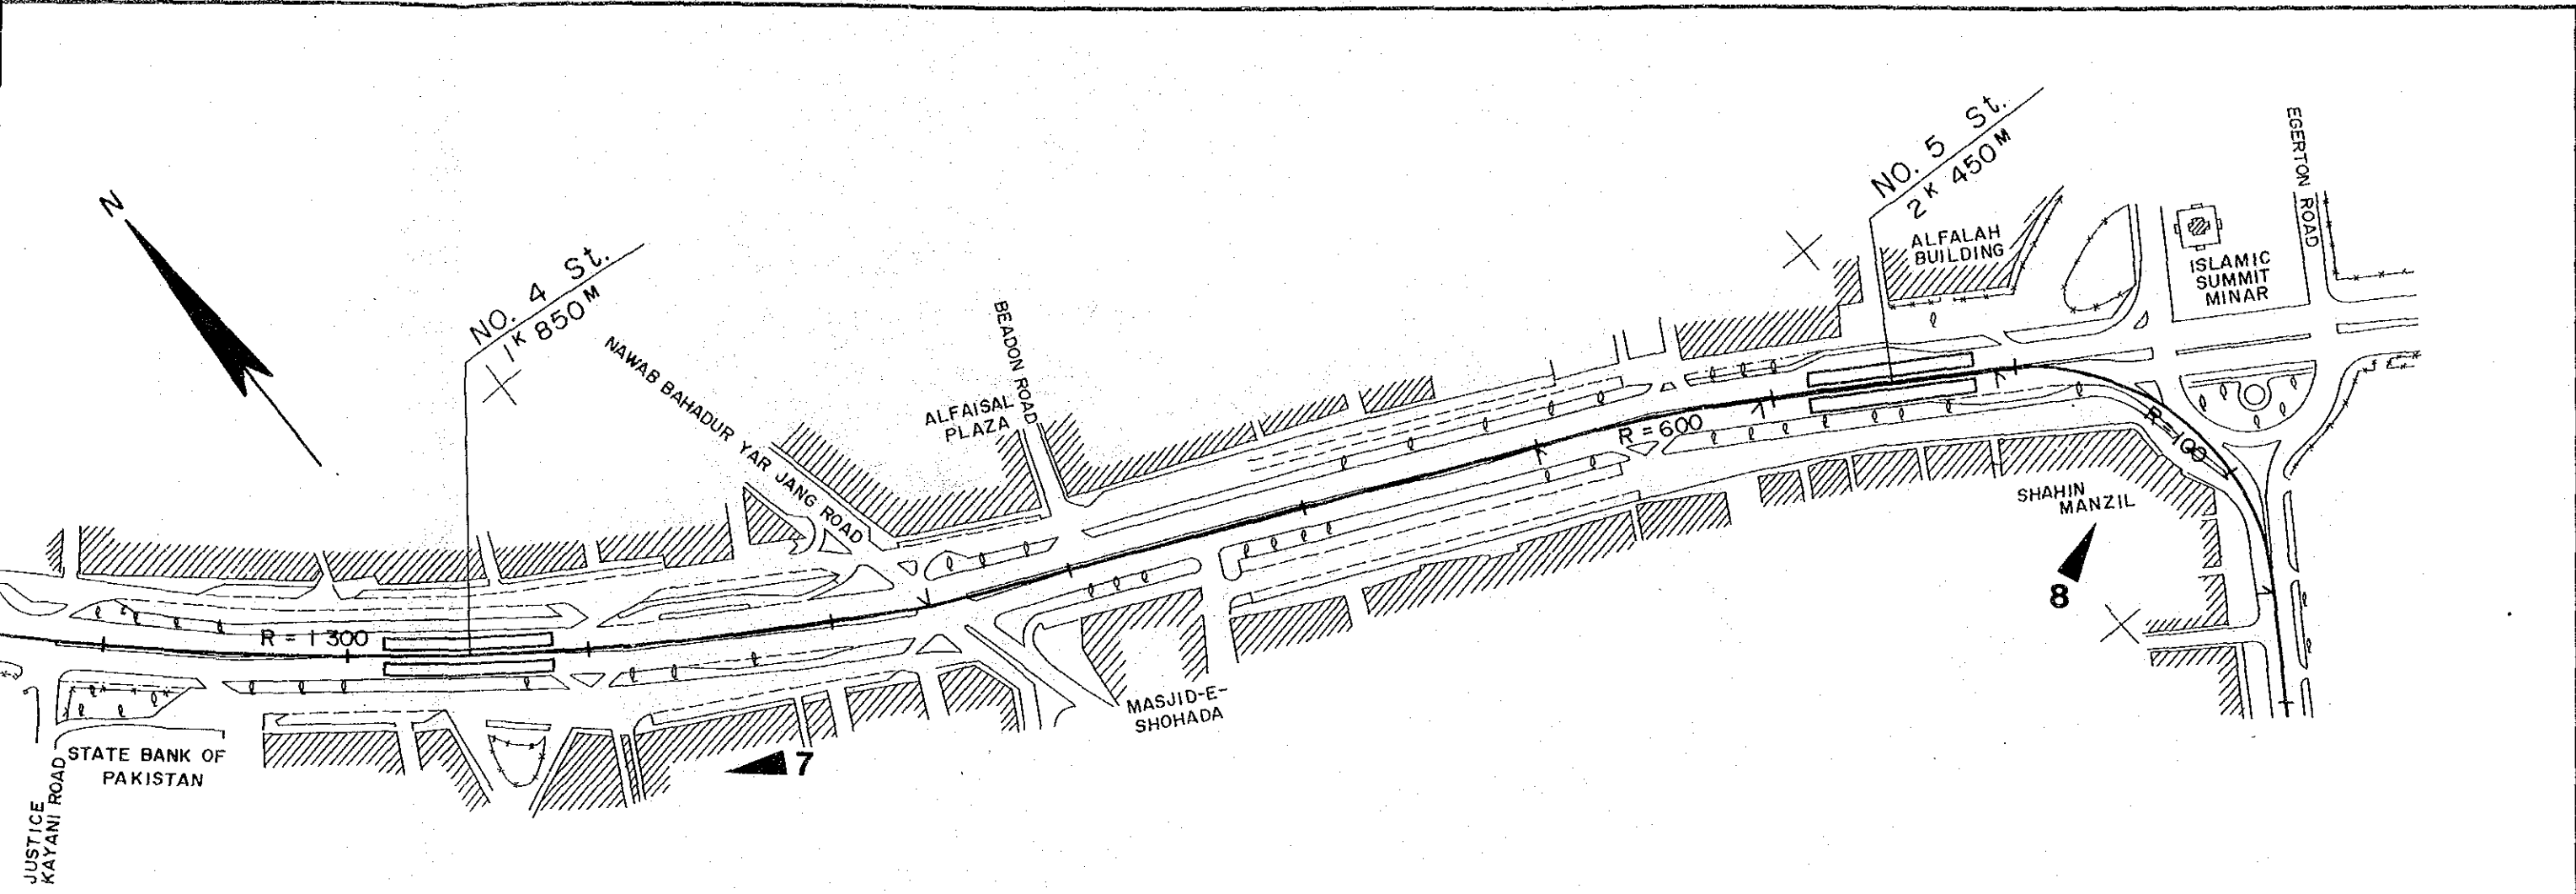 N
NO. 4 St.
1K 850M
NAWAB BAHADUR YAR JANG ROAD
ALFAISAL
PLAZA
BEADON ROAD
NO. 5 St.
2K 450M
ALFALAH
BUILDING
ISLAMIC
SUMMIT
MINAR
EGERTON
ROAD
R = 1 300
R = 600
R = 100
SHAHIN
MANZIL
8
MASJID-E-
SHOHADA
7
STATE BANK OF
PAKISTAN
JUSTICE
KAYANI ROAD